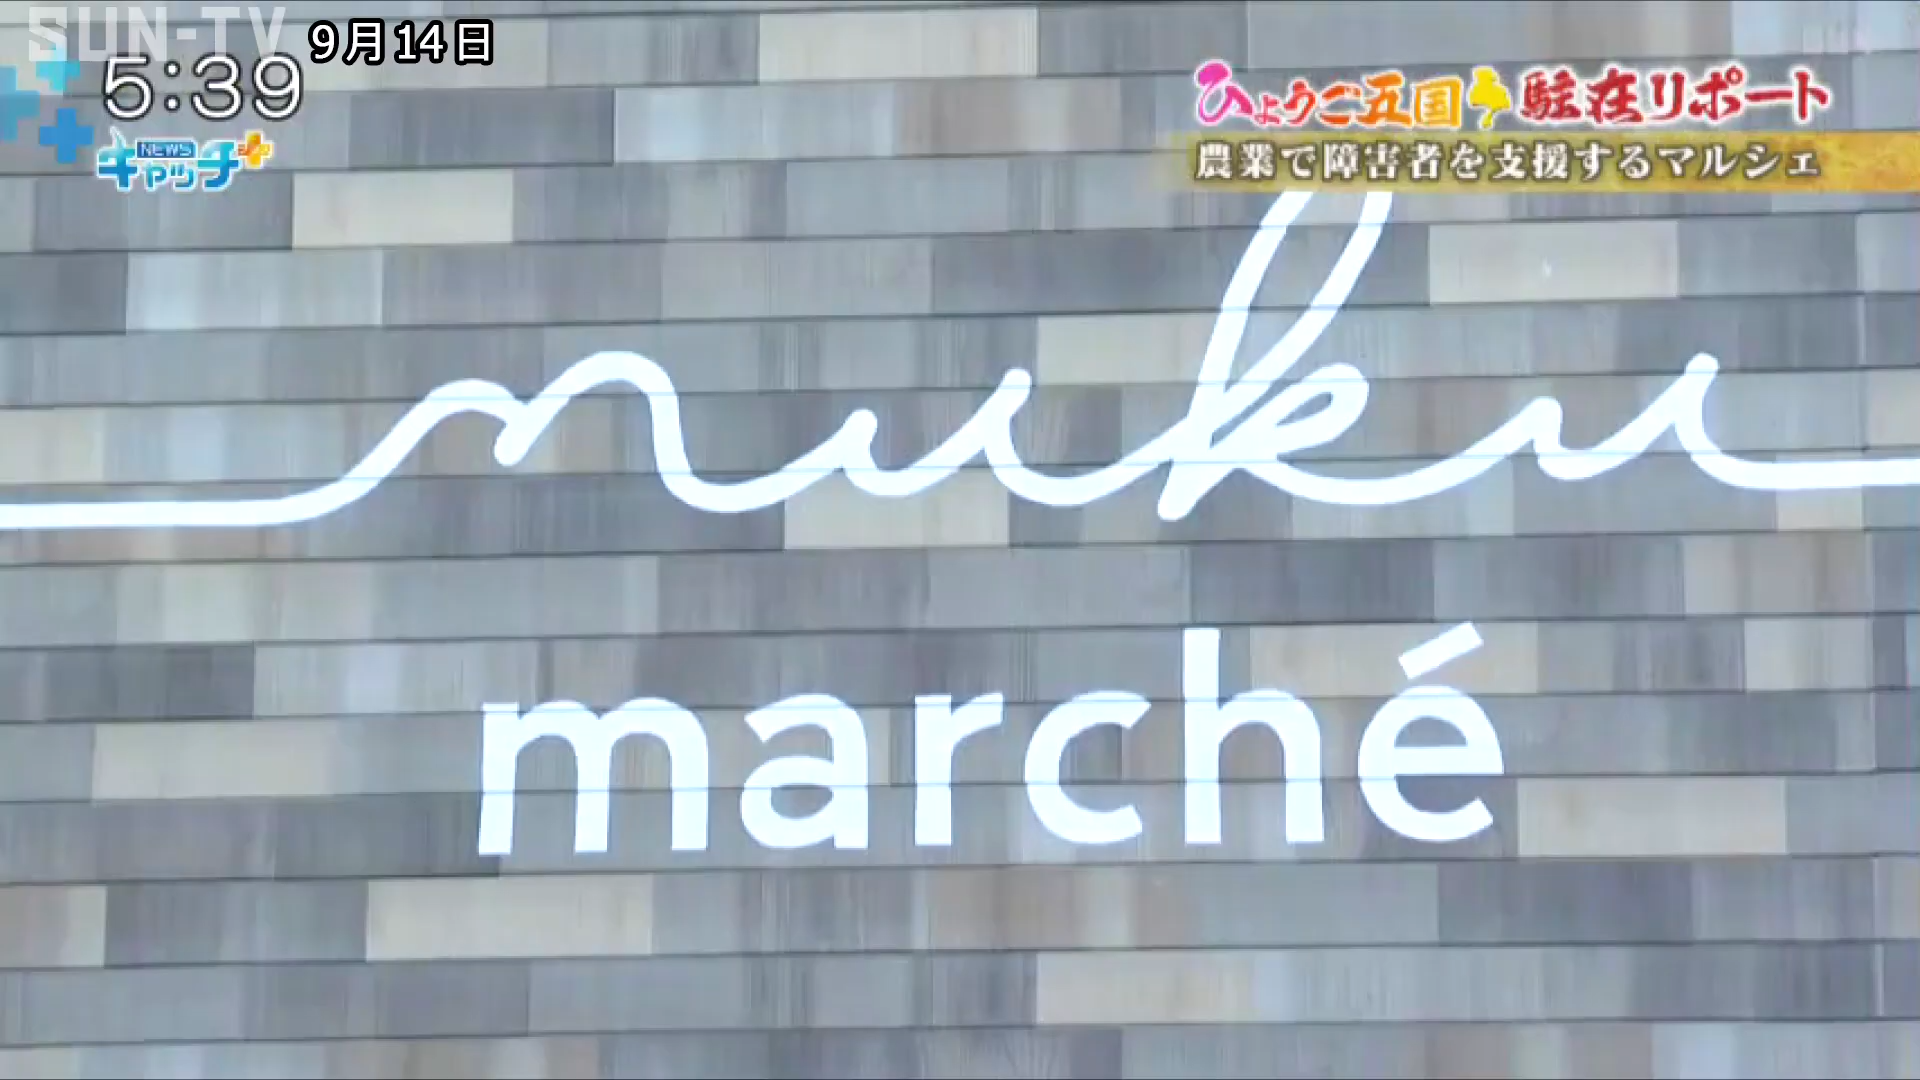 SUN-TV
9月14日
5:39
NEWS
キャッチ+
ひょうご五国駐在リポート
農業で障害者を支援するマルシェ
muku
marché